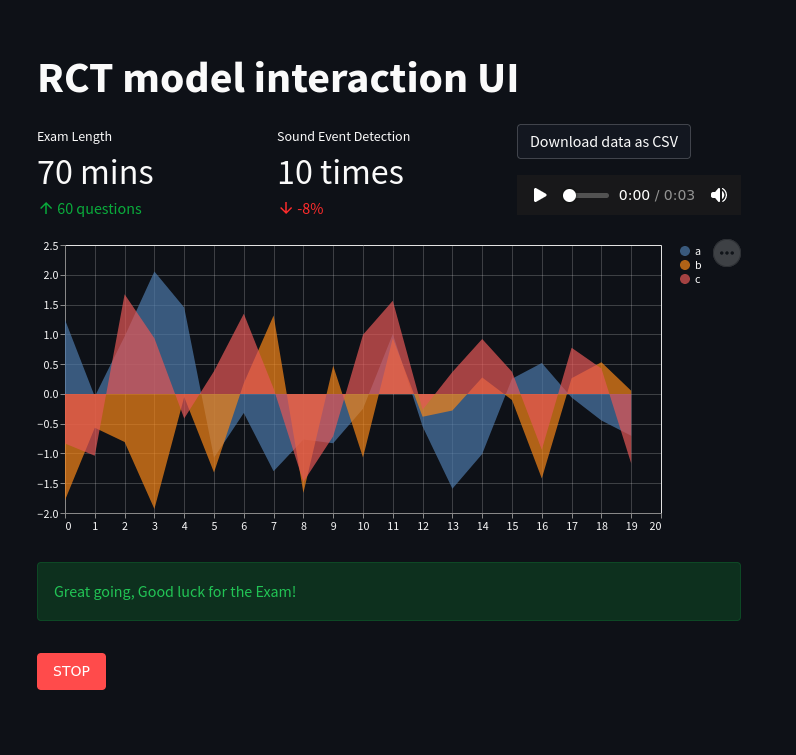 RCT model interaction UI
Exam Length
70 mins
↑ 60 questions
Sound Event Detection
10 times
↓ -8%
Download data as CSV
0:00 / 0:03
2.5
2.0
1.5
1.0
0.5
0.0
−0.5
−1.0
−1.5
−2.0
0 1 2 3 4 5 6 7 8 9 10 11 12 13 14 15 16 17 18 19 20
a
b
c
Great going, Good luck for the Exam!
STOP